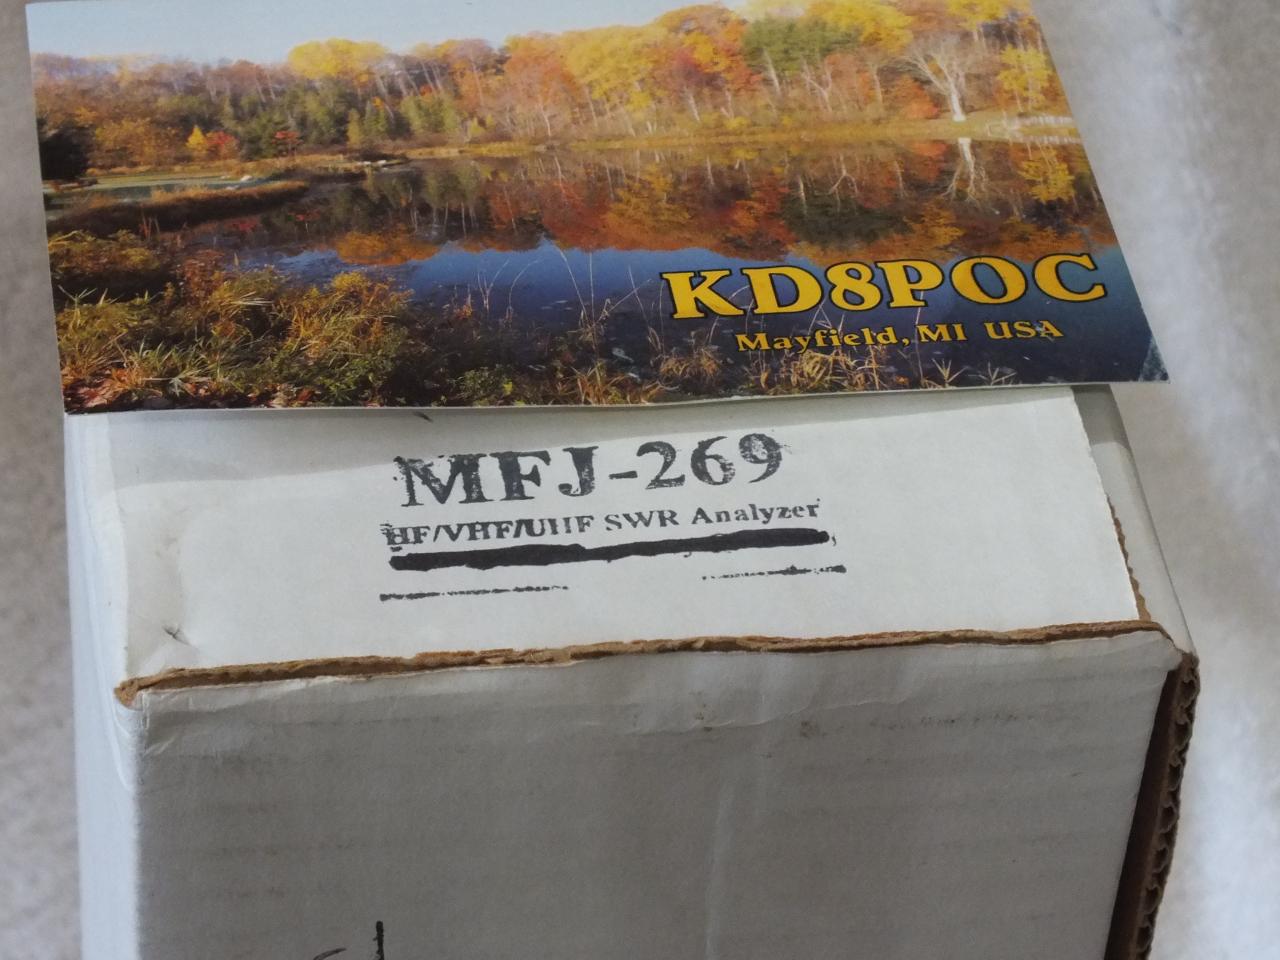 KD8POC
Mayfield, MI USA
MFJ-269
HF/VHF/UHF SWR Analyzer